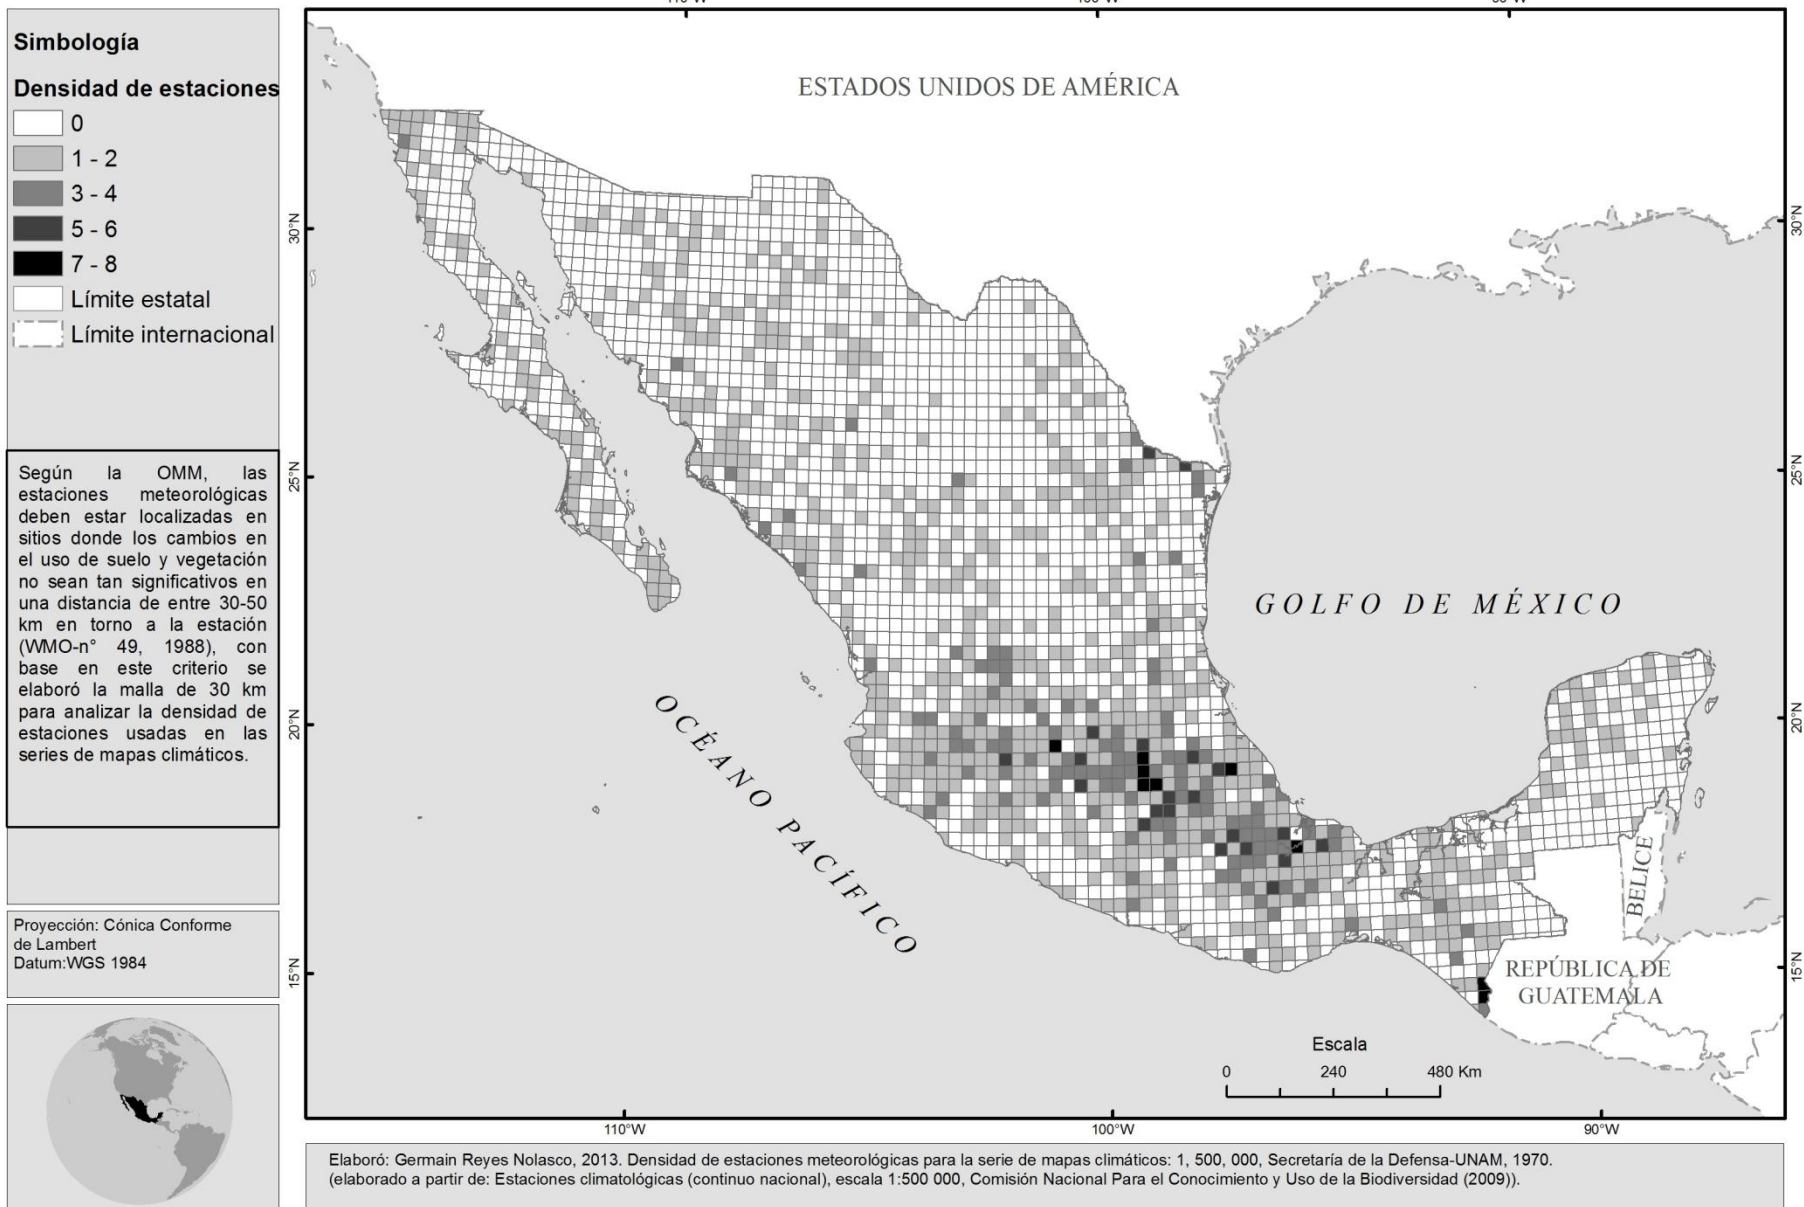 Simbología
Densidad de estaciones
0
1 - 2
3 - 4
5 - 6
7 - 8
Límite estatal
Límite internacional
Según la OMM, las
estaciones meteorológicas
deben estar localizadas en
sitios donde los cambios en
el uso de suelo y vegetación
no sean tan significativos en
una distancia de entre 30-50
km en torno a la estación
(WMO-n° 49, 1988), con
base en este criterio se
elaboró la malla de 30 km
para analizar la densidad de
estaciones usadas en las
series de mapas climáticos.
Proyección: Cónica Conforme
de Lambert
Datum:WGS 1984
ESTADOS UNIDOS DE AMÉRICA
GOLFO DE MÉXICO
OCÉANO PACÍFICO
BELICE
REPÚBLICA DE
GUATEMALA
30°N
25°N
20°N
15°N
30°N
25°N
20°N
15°N
Escala
0 240 480 Km
110°W 100°W 90°W
Elaboró: Germain Reyes Nolasco, 2013. Densidad de estaciones meteorológicas para la serie de mapas climáticos: 1, 500, 000, Secretaría de la Defensa-UNAM, 1970.
(elaborado a partir de: Estaciones climatológicas (continuo nacional), escala 1:500 000, Comisión Nacional Para el Conocimiento y Uso de la Biodiversidad (2009)).